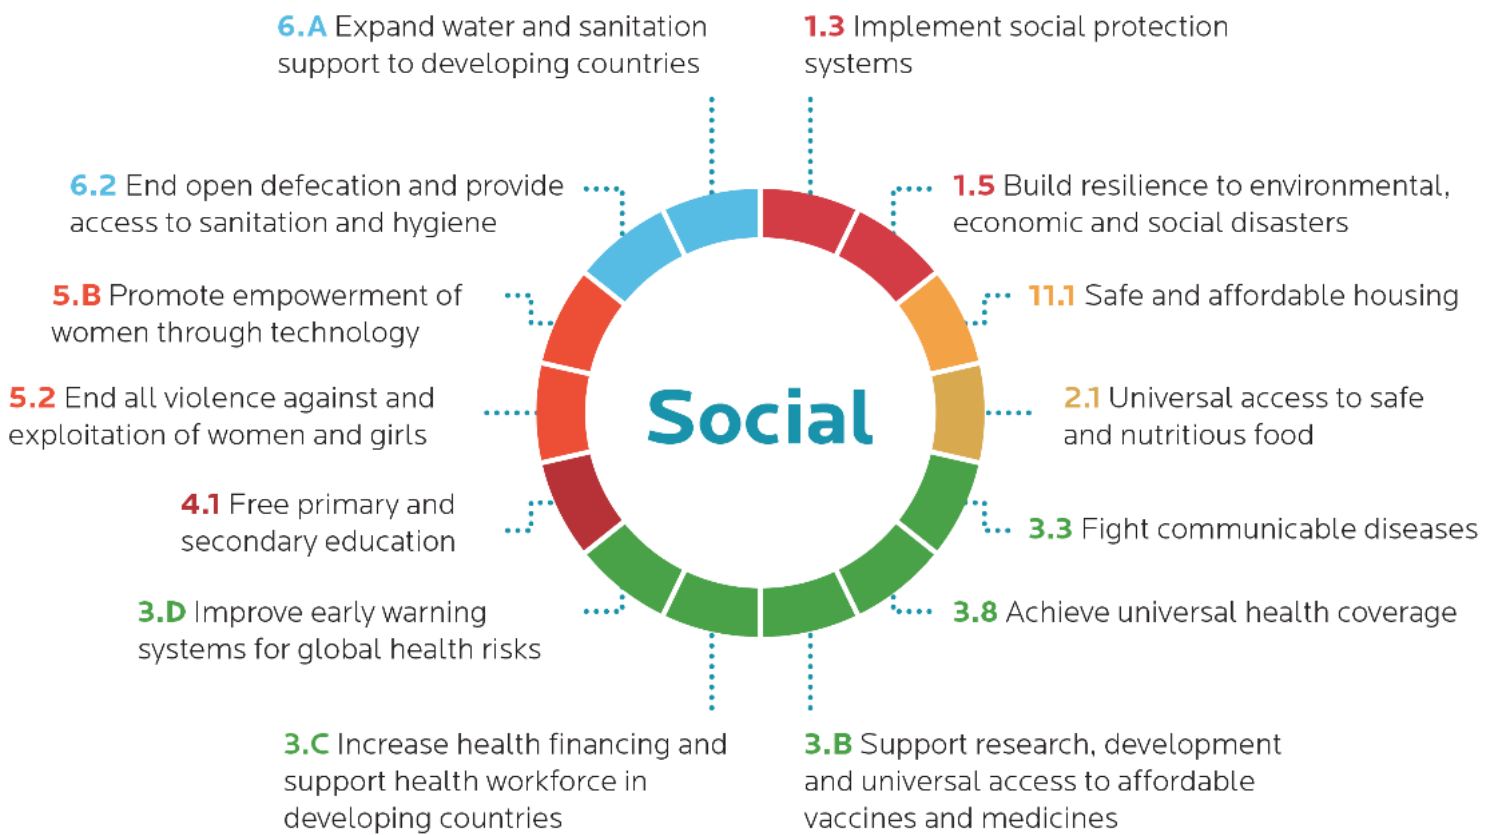 6.A Expand water and sanitation
support to developing countries
1.3 Implement social protection
systems
6.2 End open defecation and provide
access to sanitation and hygiene
1.5 Build resilience to environmental,
economic and social disasters
5.B Promote empowerment of
women through technology
11.1 Safe and affordable housing
5.2 End all violence against and
exploitation of women and girls
Social
2.1 Universal access to safe
and nutritious food
4.1 Free primary and
secondary education
3.3 Fight communicable diseases
3.D Improve early warning
systems for global health risks
3.8 Achieve universal health coverage
3.C Increase health financing and
support health workforce in
developing countries
3.B Support research, development
and universal access to affordable
vaccines and medicines